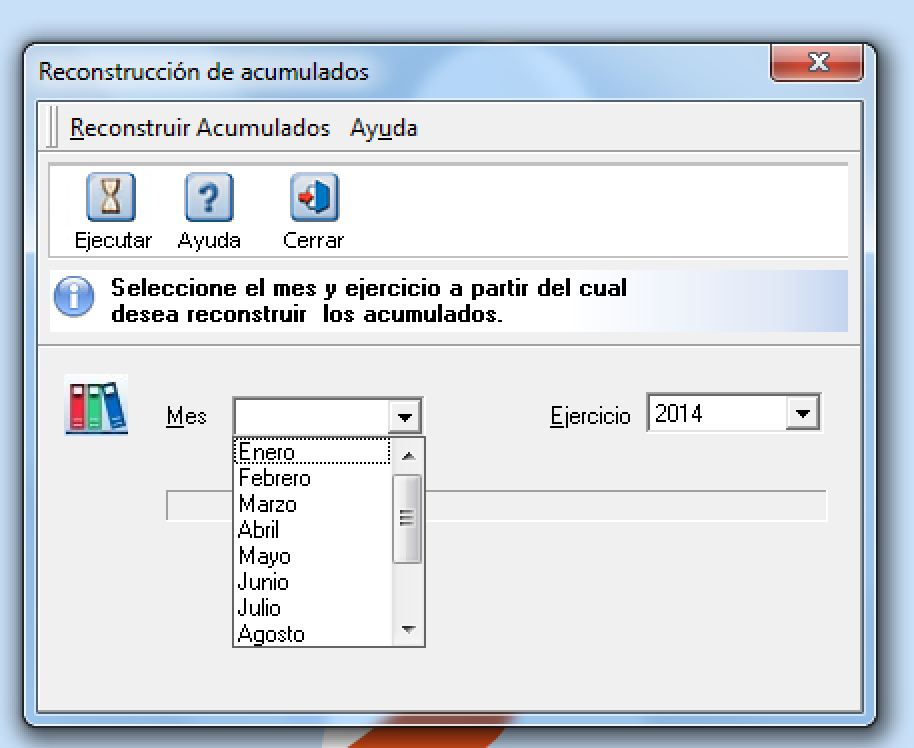 Reconstrucción de acumulados
Reconstruir Acumulados Ayuda
Ejecutar Ayuda Cerrar
Seleccione el mes y ejercicio a partir del cual
desea reconstruir los acumulados.
Mes Ejercicio 2014
Enero
Febrero
Marzo
Abril
Mayo
Junio
Julio
Agosto